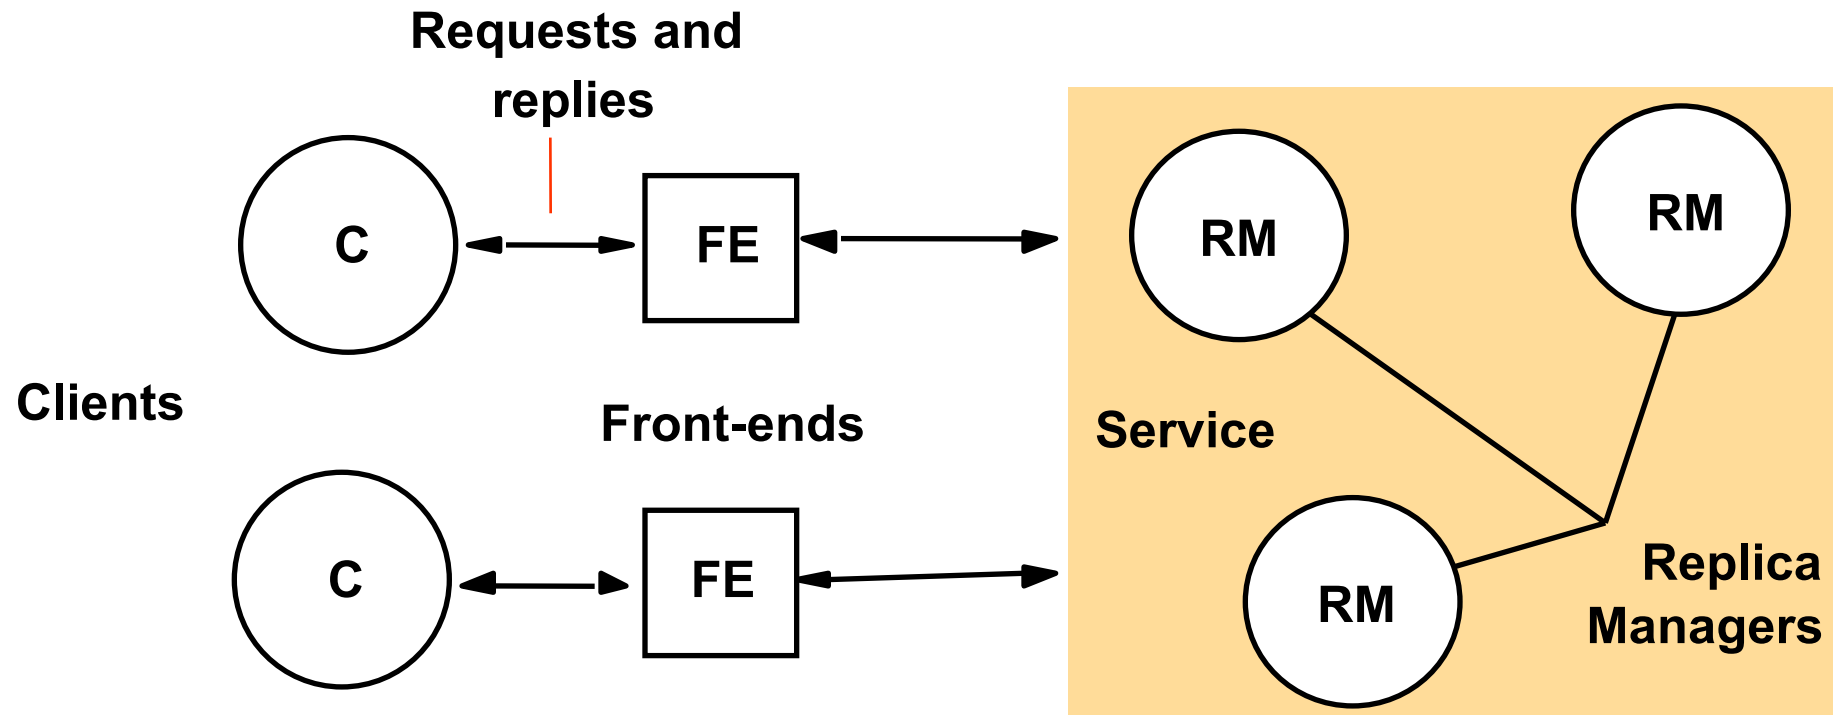 Requests and
replies
C
FE
RM
RM
Clients
Front-ends
Service
C
FE
RM
Replica
Managers